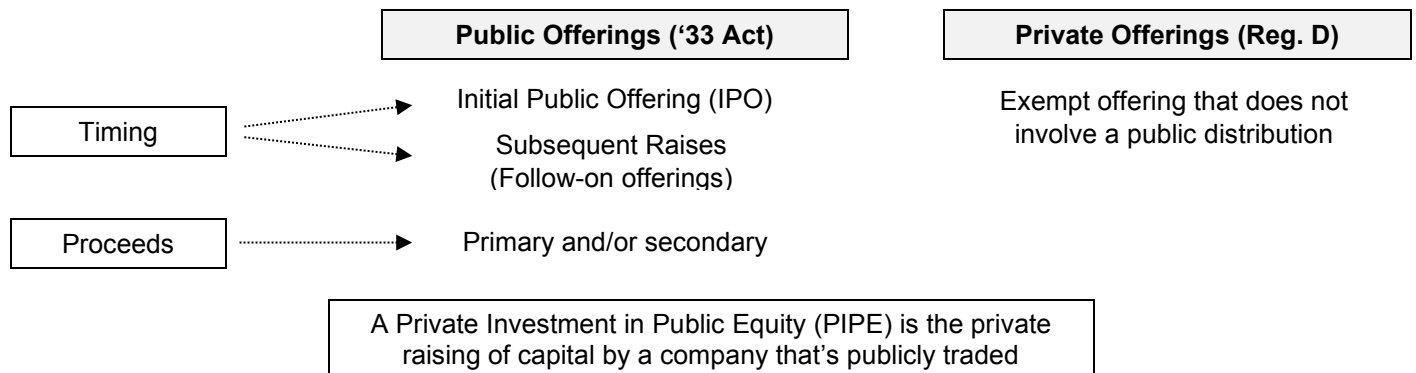 Public Offerings (‘33 Act)
Private Offerings (Reg. D)
Timing
Initial Public Offering (IPO)
Subsequent Raises
(Follow-on offerings)
Exempt offering that does not
involve a public distribution
Proceeds
Primary and/or secondary
A Private Investment in Public Equity (PIPE) is the private
raising of capital by a company that’s publicly traded